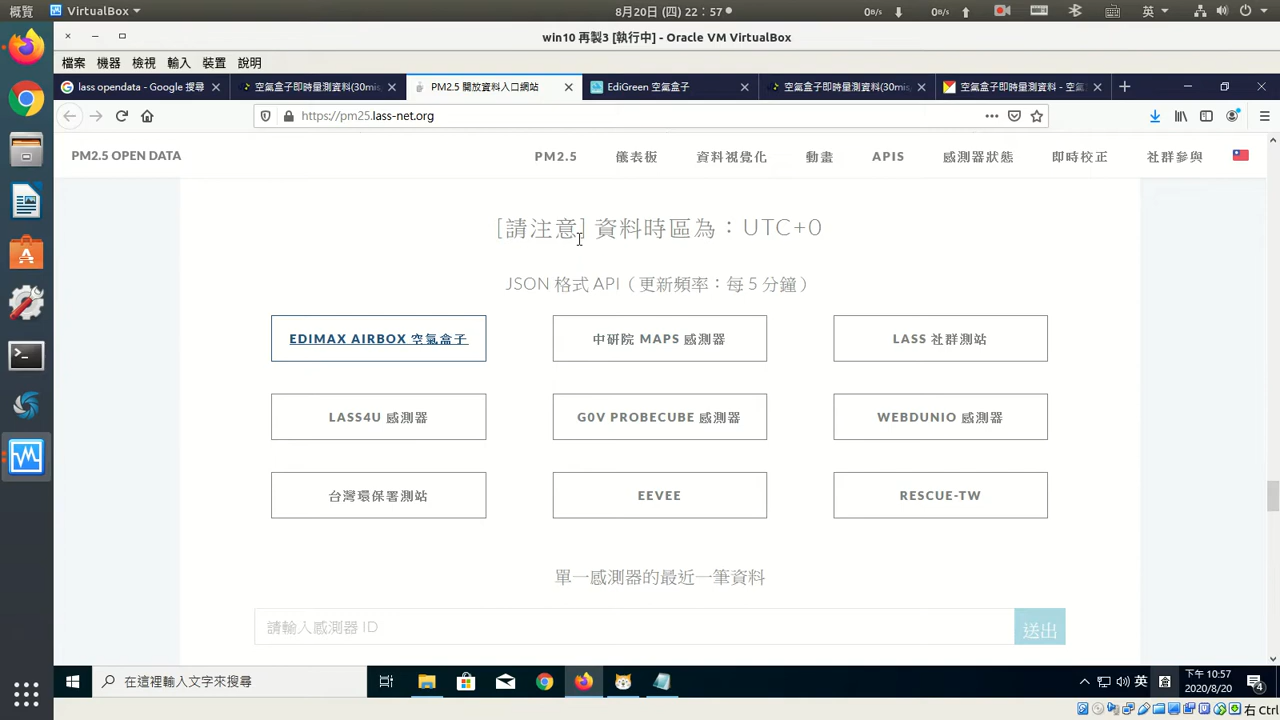 概覽 VirtualBox 8月20日 (四) 22:57 0B/s 0B/s 英
win10 再製3 [執行中] - Oracle VM VirtualBox
檔案 機器 檢視 輸入 裝置 說明
lass opendata - Google 搜尋 空氣盒子即時量測資料(30mis PM2.5 開放資料入口網站 EdiGreen 空氣盒子 空氣盒子即時量測資料(30mis 空氣盒子即時量測資料 - 空氣
https://pm25.lass-net.org
PM2.5 OPEN DATA PM2.5 儀表板 資料視覺化 動畫 APIS 感測器狀態 即時校正 社群參與
[請注意] 資料時區為：UTC+0
JSON 格式 API（更新頻率：每 5 分鐘）
EDIMAX AIRBOX 空氣盒子 中研院 MAPS 感測器 LASS 社群測站
LASS4U 感測器 G0V PROBECUBE 感測器 WEBDUNIO 感測器
台灣環保署測站 EEVEE RESCUE-TW
單一感測器的最近一筆資料
請輸入感測器 ID 送出
在這裡輸入文字來搜尋 英 下午 10:57
2020/8/20 4
右 Ctrl